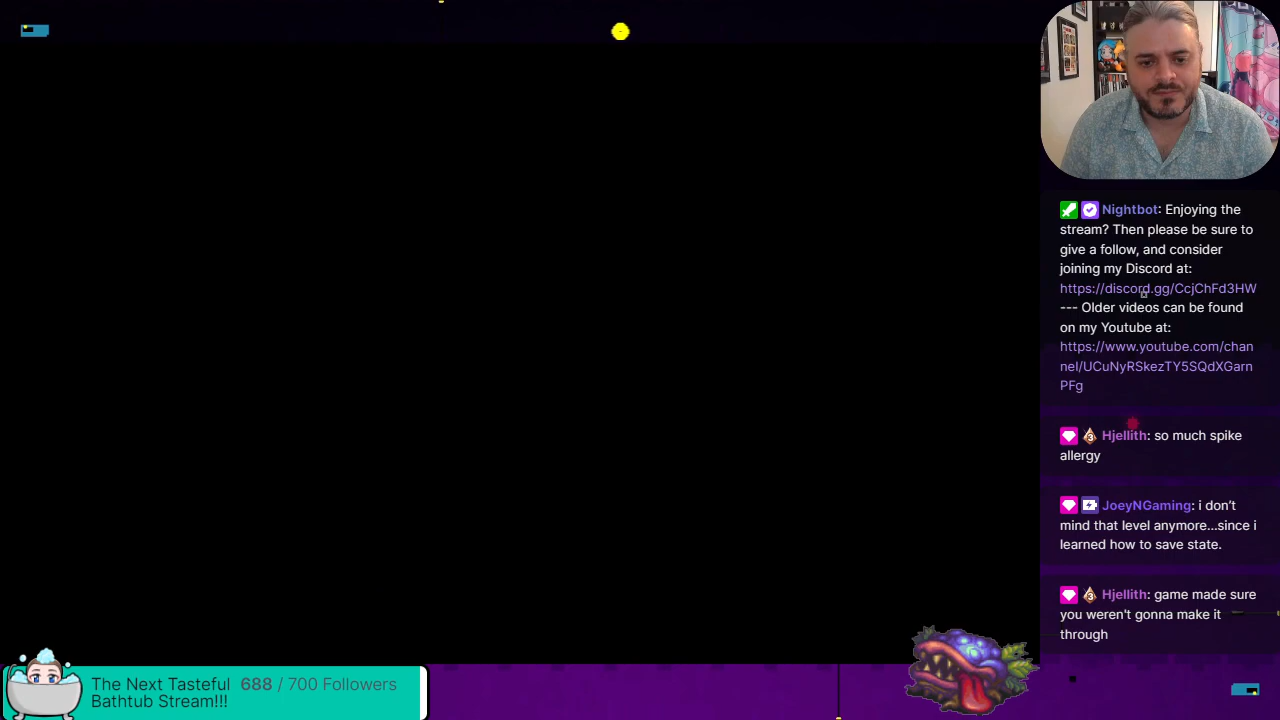 Nightbot: Enjoying the
stream? Then please be sure to
give a follow, and consider
joining my Discord at:
https://discord.gg/CcjChFd3HW
--- Older videos can be found
on my Youtube at:
https://www.youtube.com/chan
nel/UCuNyRSkezTY5SQdXGarn
PFg
Hjellith: so much spike
allergy
JoeyNGaming: i don't
mind that level anymore...since i
learned how to save state.
Hjellith: game made sure
you weren't gonna make it
through
The Next Tasteful 688 / 700 Followers
Bathtub Stream!!!